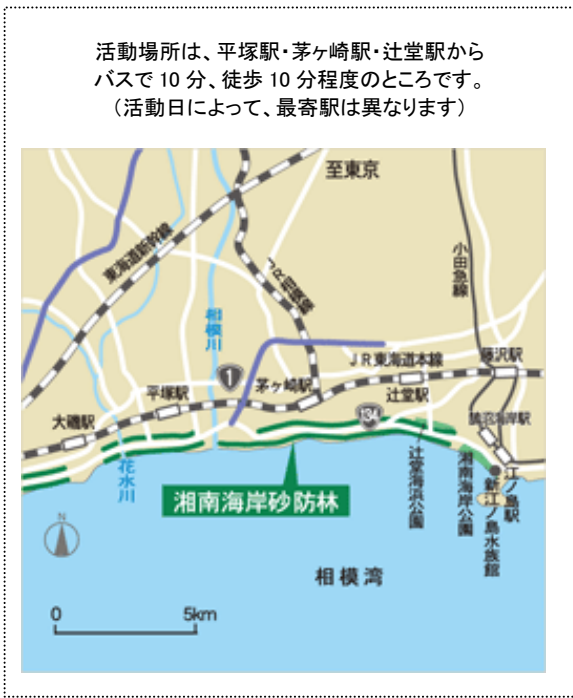 活動場所は、平塚駅・茅ヶ崎駅・辻堂駅から
バスで 10 分、徒歩 10 分程度のところです。
（活動日によって、最寄駅は異なります）
至東京
東海道新幹線
JR相模線
小田急線
相模川
1
JR東海道本線
藤沢駅
茅ヶ崎駅
平塚駅
辻堂駅
大磯駅
134
鵠沼海岸駅
花水川
辻堂海浜公園
湘南海岸公園
江ノ島駅
新江ノ島水族館
湘南海岸砂防林
N
相模湾
0
5km